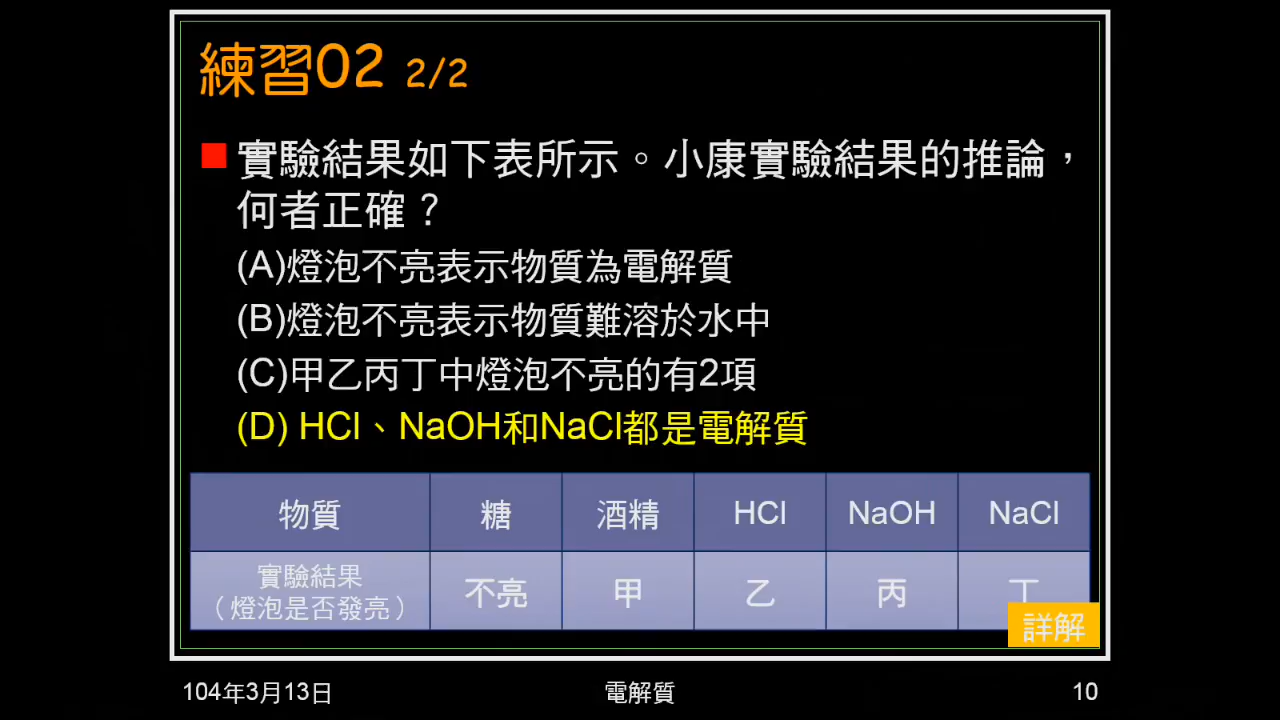 練習02 2/2
實驗結果如下表所示。小康實驗結果的推論，
何者正確？
(A)燈泡不亮表示物質為電解質
(B)燈泡不亮表示物質難溶於水中
(C)甲乙丙丁中燈泡不亮的有2項
(D) HCl、NaOH和NaCl都是電解質
物質 糖 酒精 HCl NaOH NaCl
實驗結果
（燈泡是否發亮） 不亮 甲 乙 丙 丁
詳解
104年3月13日 電解質 10